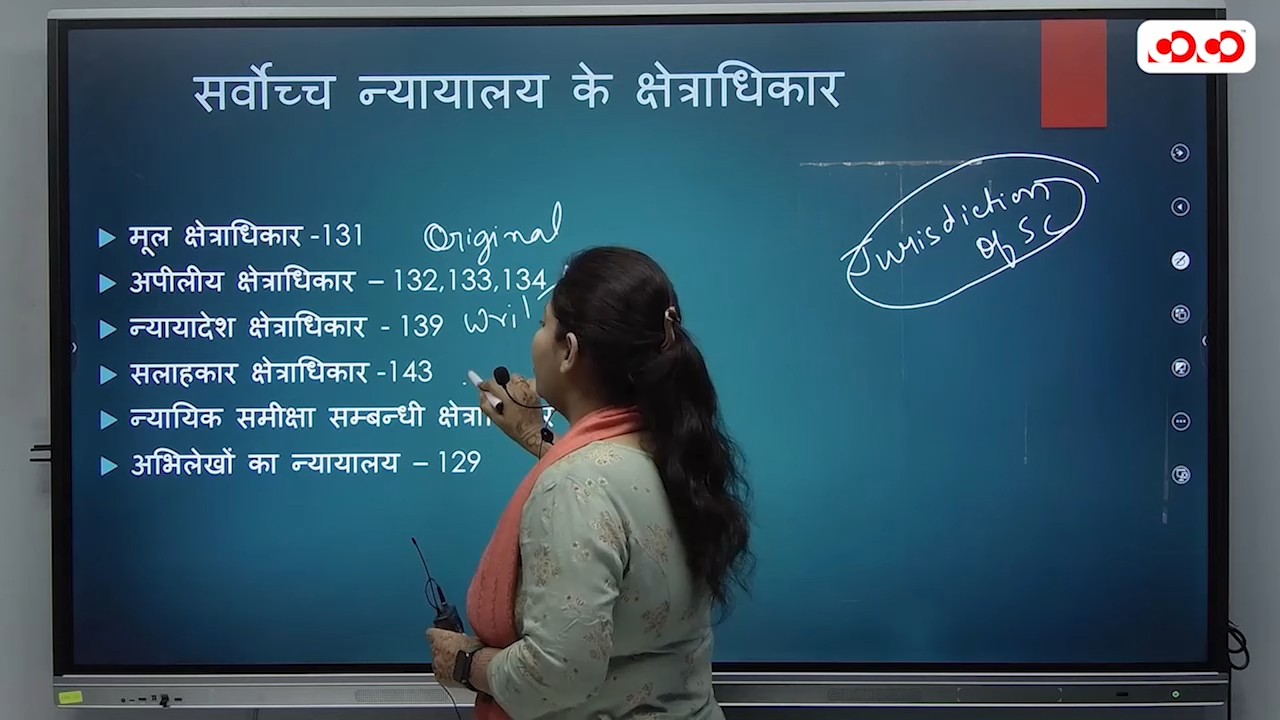 सर्वोच्च न्यायालय के क्षेत्राधिकार
मूल क्षेत्राधिकार -131 Original
अपीलीय क्षेत्राधिकार – 132,133,134
न्यायादेश क्षेत्राधिकार - 139 Writ
सलाहकार क्षेत्राधिकार -143
न्यायिक समीक्षा सम्बन्धी
अभिलेखों का न्यायालय – 129
Jurisdiction
of SC